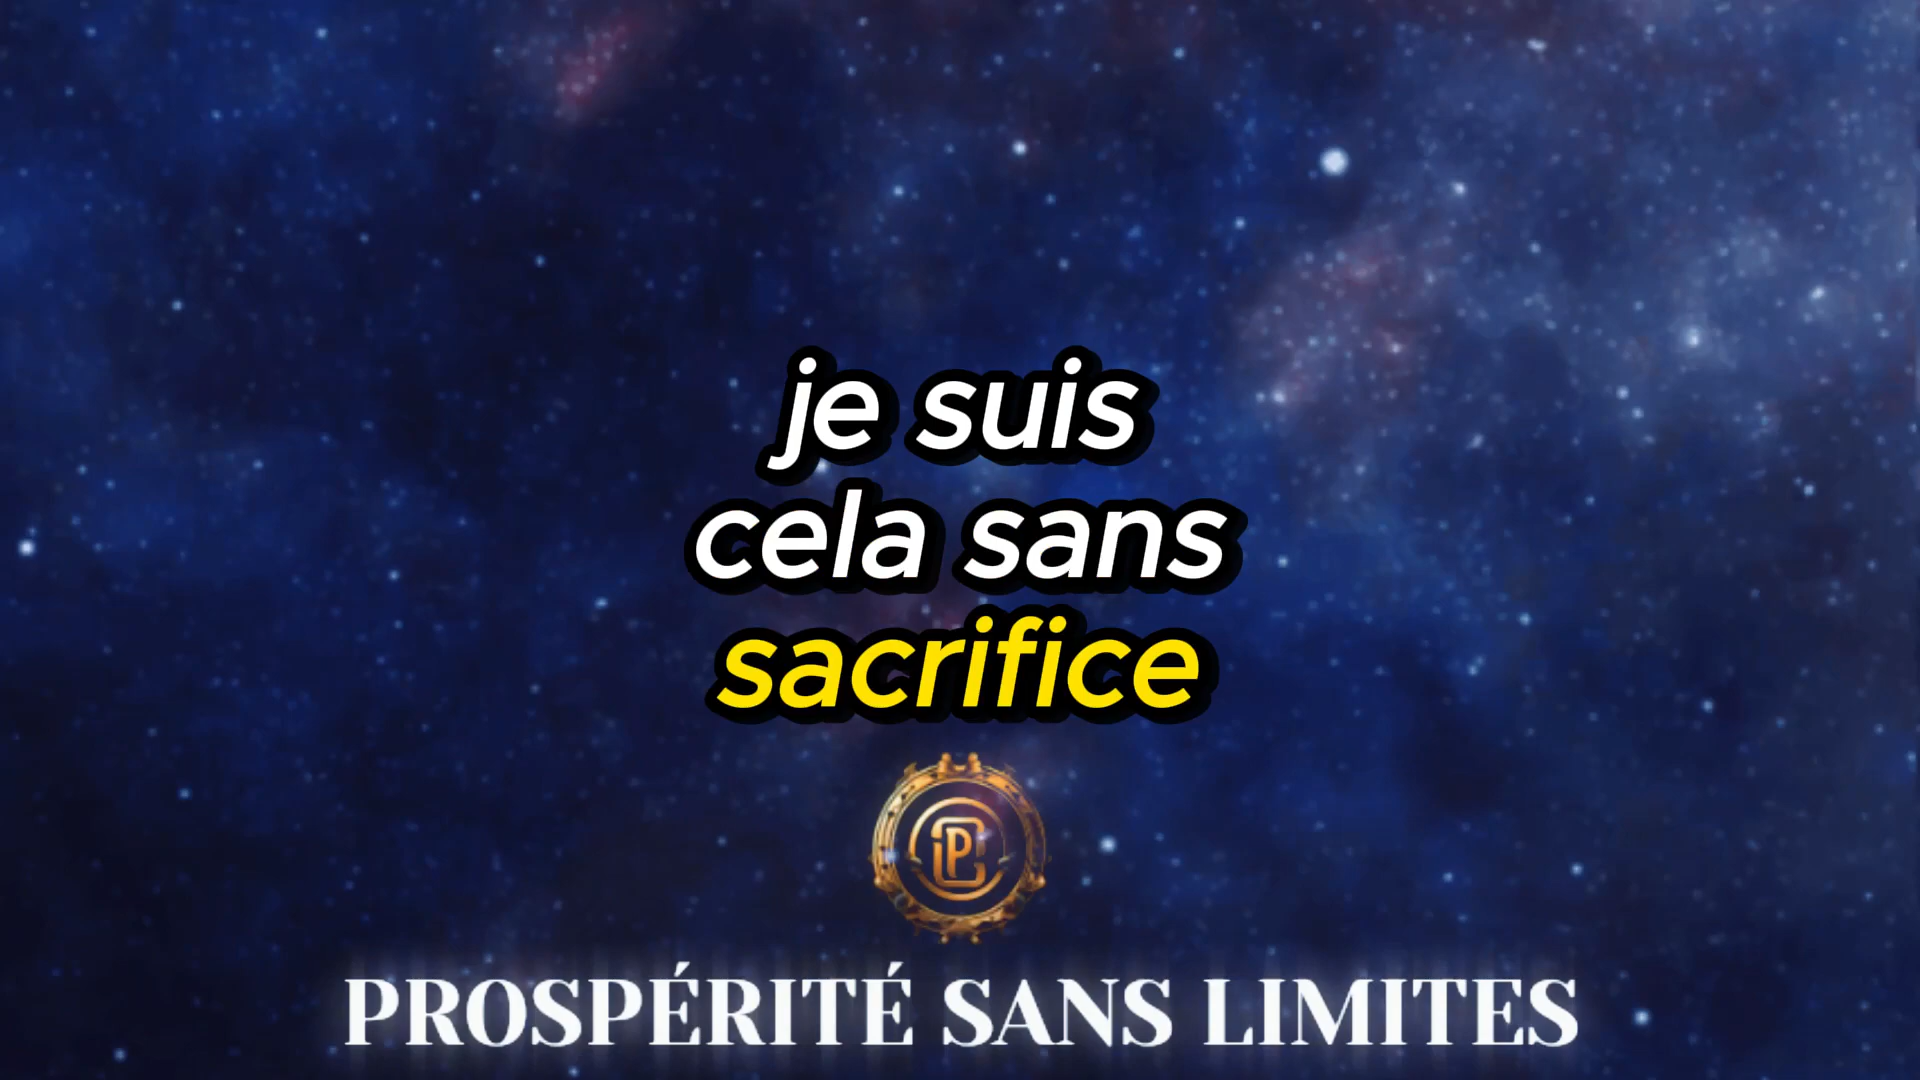 je suis
cela sans
sacrifice
P
PROSPÉRITÉ SANS LIMITES